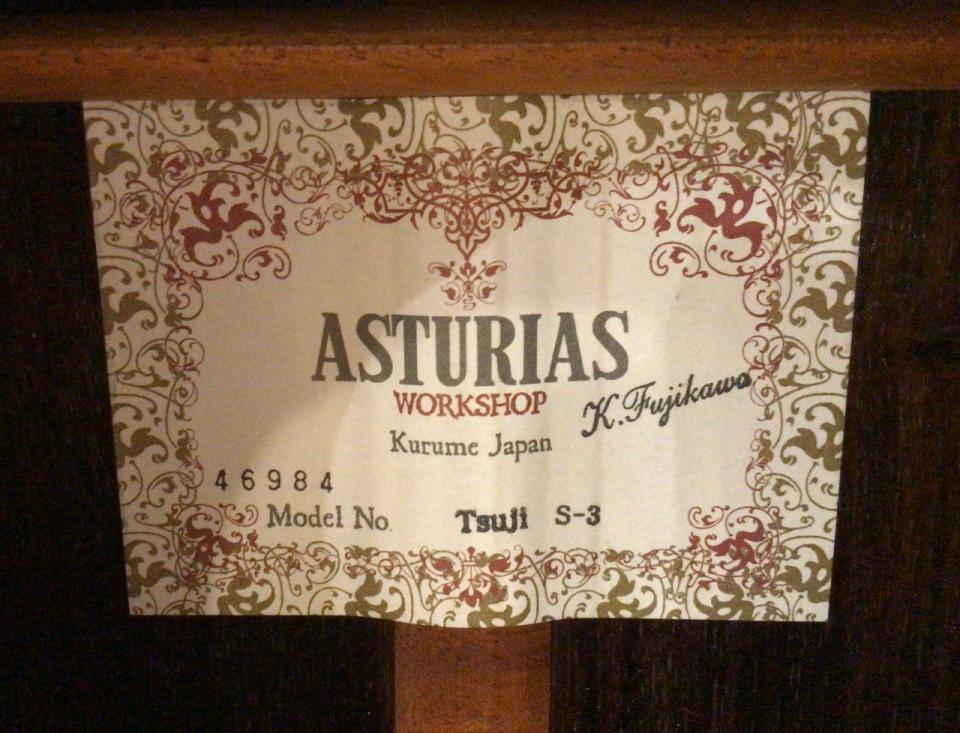 ASTURIAS
WORKSHOP
K. Fujikawa
Kurume Japan
46984
Model No. Tsuji S-3